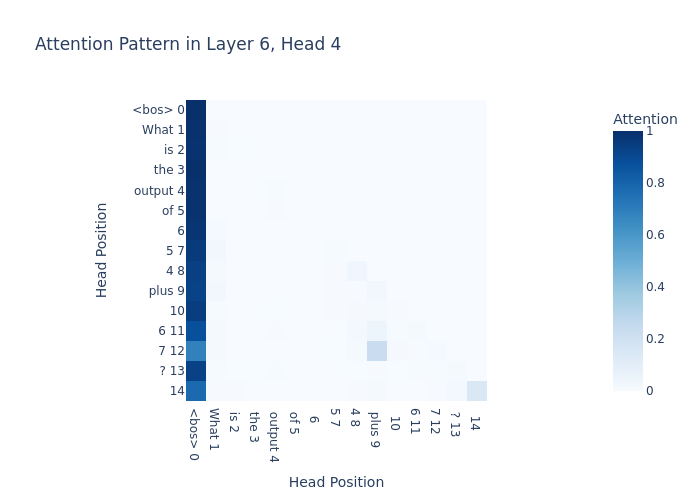 Attention Pattern in Layer 6, Head 4
<bos> 0
What 1
is 2
the 3
output 4
of 5
6
5 7
4 8
plus 9
10
6 11
7 12
? 13
14
Head Position
<bos> 0
What 1
is 2
the 3
output 4
of 5
6
5 7
4 8
plus 9
10
6 11
7 12
? 13
14
Head Position
Attention
1
0.8
0.6
0.4
0.2
0